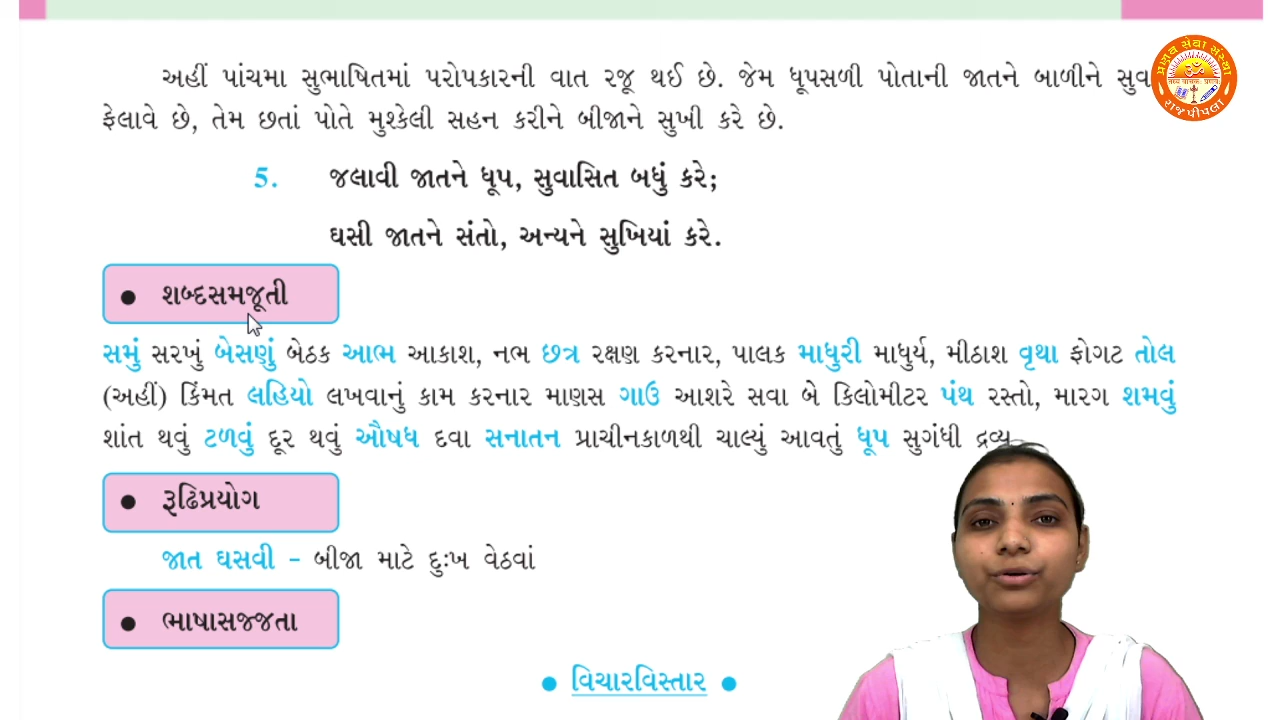 અહીં પાંચમા સુભાષિતમાં પરોપકારની વાત રજૂ થઈ છે. જેમ ધૂપસળી પોતાની જાતને બાળીને
ફેલાવે છે, તેમ છતાં પોતે મુશ્કેલી સહન કરીને બીજાને સુખી કરે છે.
5. જલાવી જાતને ધૂપ, સુવાસિત બધું કરે;
ઘસી જાતને સંતો, અન્યને સુખિયાં કરે.
● શબ્દસમજૂતી
સમું સરખું બેસણું બેઠક આભ આકાશ, નભ છત્ર રક્ષણ કરનાર, પાલક માધુરી માધુર્ય, મીઠાશ વૃથા ફોગટ તોલ
(અહીં) કિંમત લહિયો લખવાનું કામ કરનાર માણસ ગાઉ આશરે સવા બે કિલોમીટર પંથ રસ્તો, મારગ શમવું
શાંત થવું ટળવું દૂર થવું ઔષધ દવા સનાતન પ્રાચીનકાળથી ચાલ્યું આવતું ધૂપ સુગંધી દ્રવ્ય
● રૂઢિપ્રયોગ
જાત ઘસવી - બીજા માટે દુઃખ વેઠવાં
● ભાષાસજ્જતા
● વિચારવિસ્તાર ●
પ્રણવ સેવા સંસ્થા
રાજપીપલા